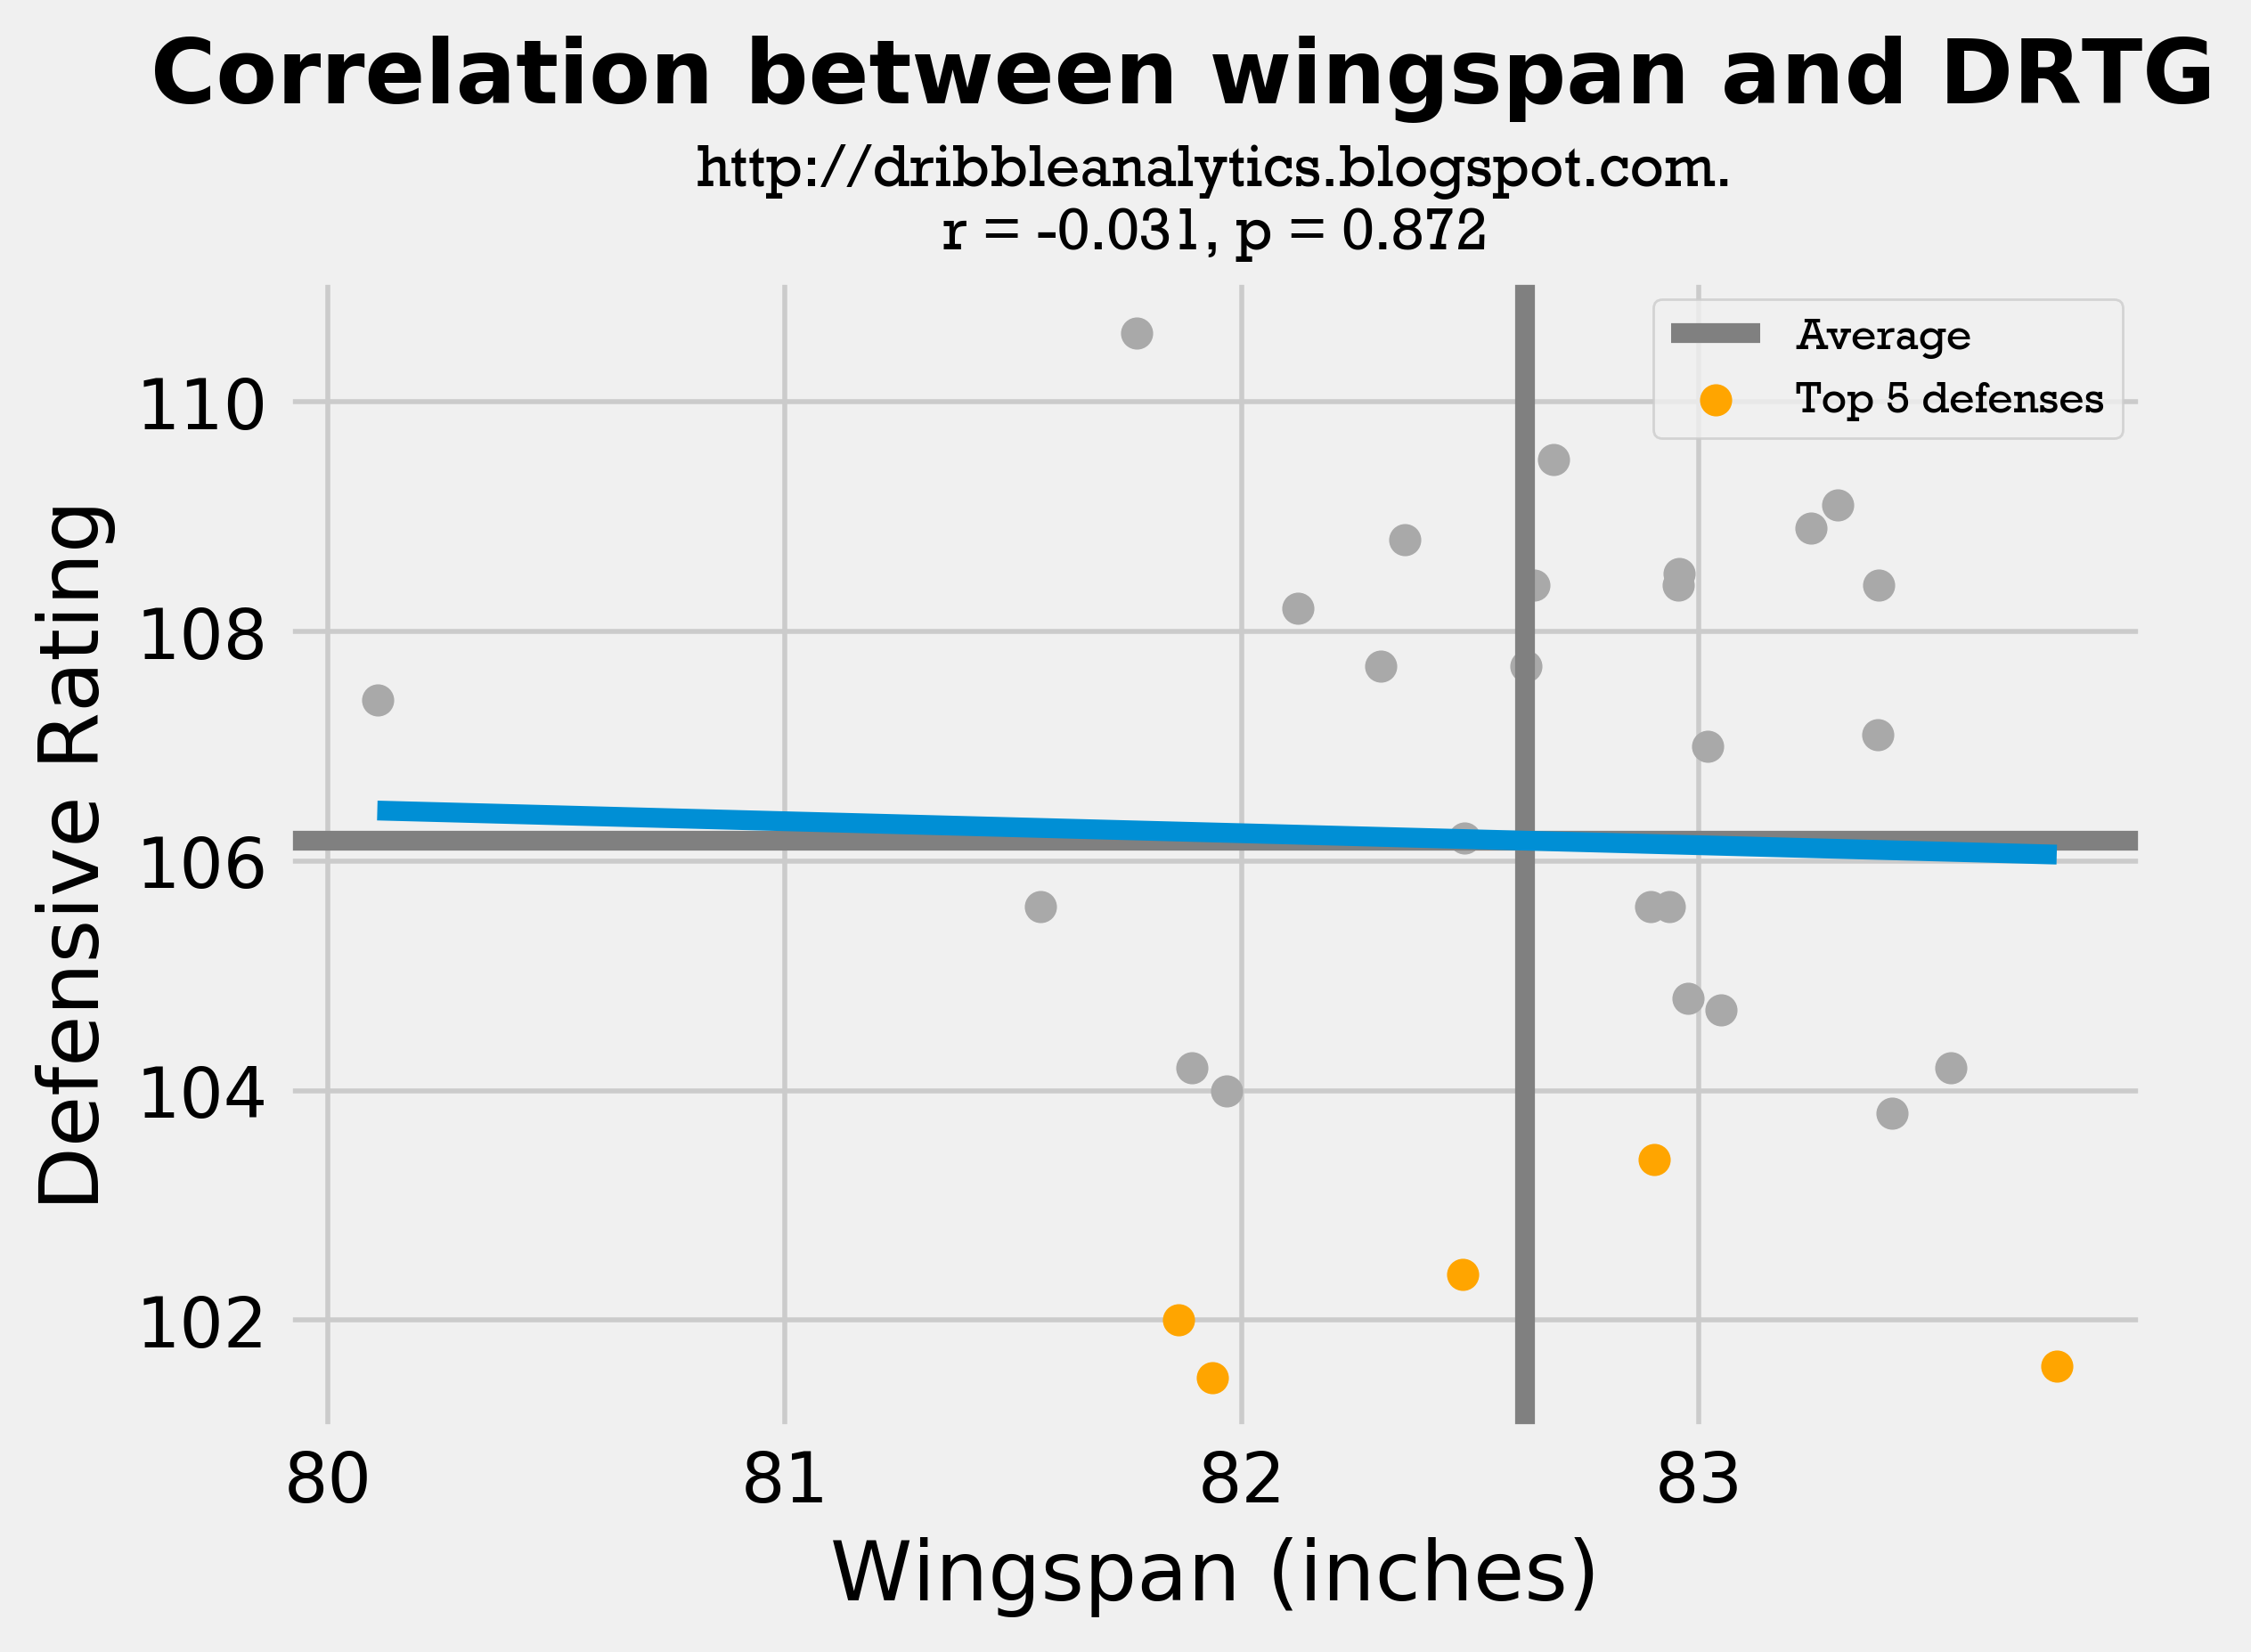 Correlation between wingspan and DRTG
http://dribbleanalytics.blogspot.com.
r = -0.031, p = 0.872
Average
Top 5 defenses
Defensive Rating
110
108
106
104
102
80 81 82 83
Wingspan (inches)